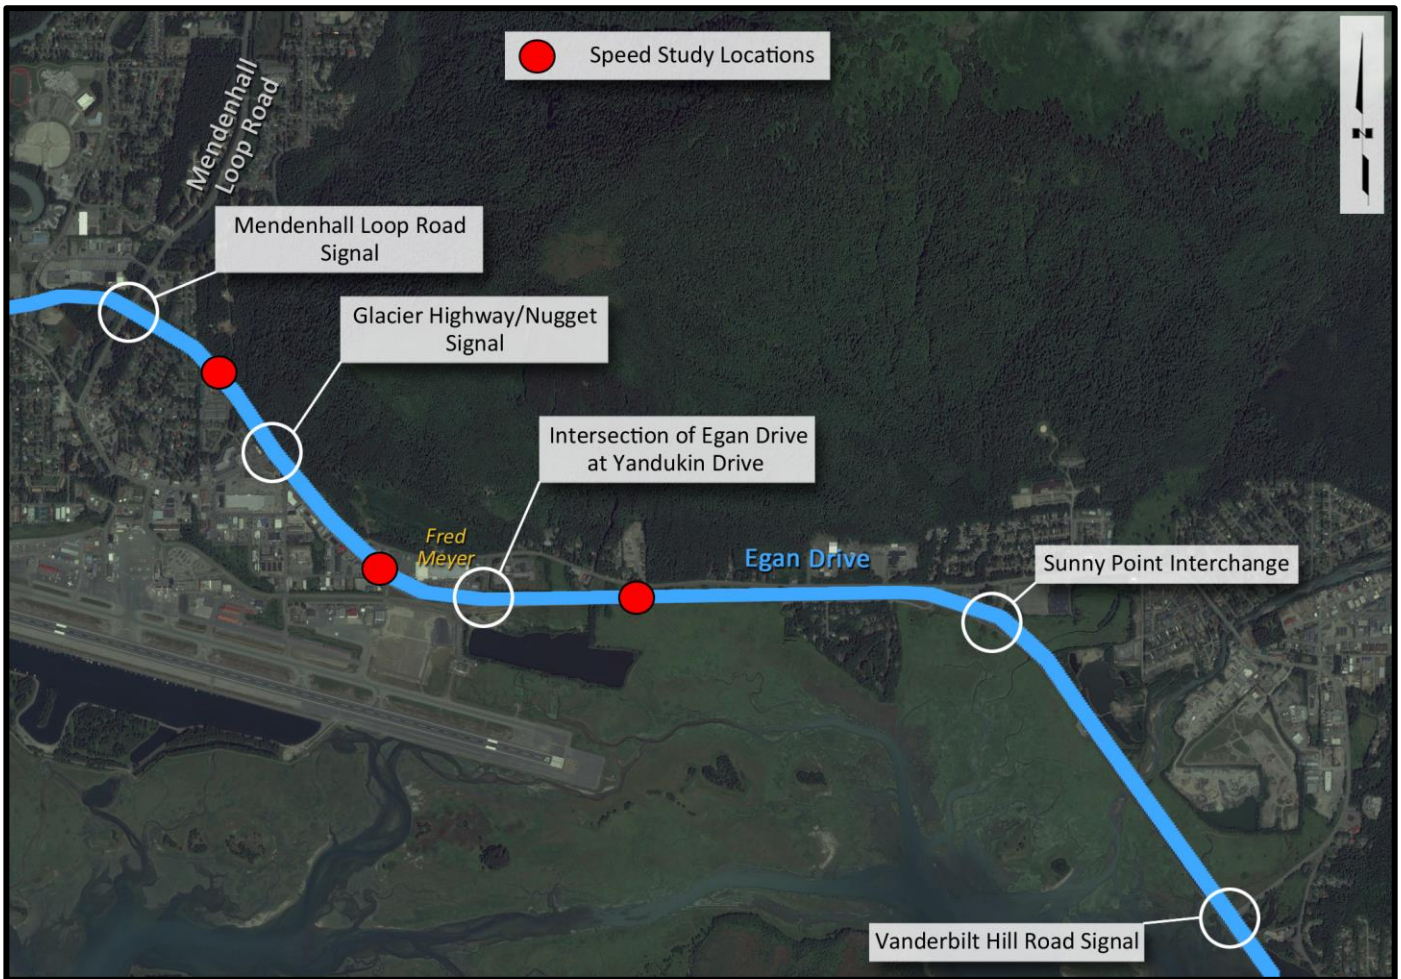 Speed Study Locations
N
Mendenhall
Loop Road
Mendenhall Loop Road
Signal
Glacier Highway/Nugget
Signal
Intersection of Egan Drive
at Yandukin Drive
Fred
Meyer
Egan Drive
Sunny Point Interchange
Vanderbilt Hill Road Signal